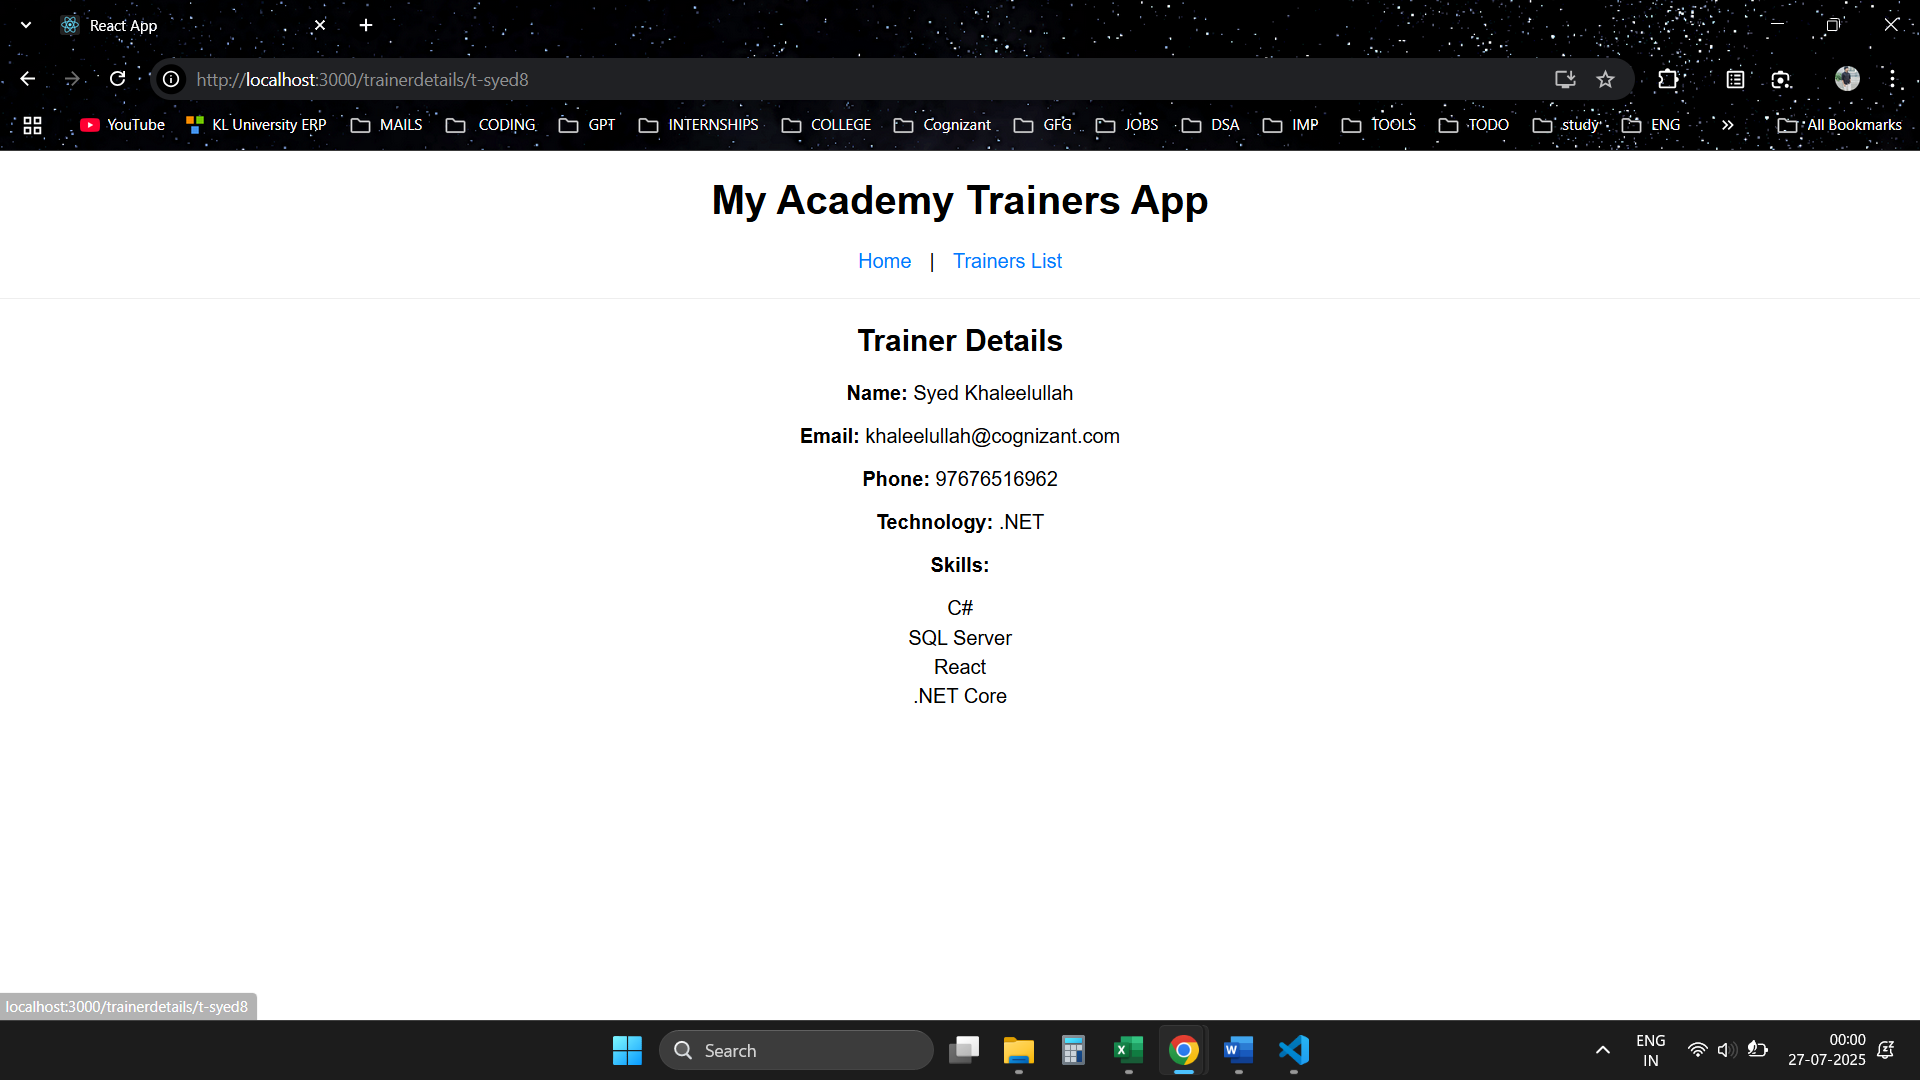 React App
http://localhost:3000/trainerdetails/t-syed8
YouTube KL University ERP MAILS CODING GPT INTERNSHIPS COLLEGE Cognizant GFG JOBS DSA IMP TOOLS TODO study ENG » All Bookmarks
My Academy Trainers App
Home | Trainers List
Trainer Details
Name: Syed Khaleelullah
Email: khaleelullah@cognizant.com
Phone: 97676516962
Technology: .NET
Skills:
C#
SQL Server
React
.NET Core
localhost:3000/trainerdetails/t-syed8
Search
ENG
IN
00:00
27-07-2025